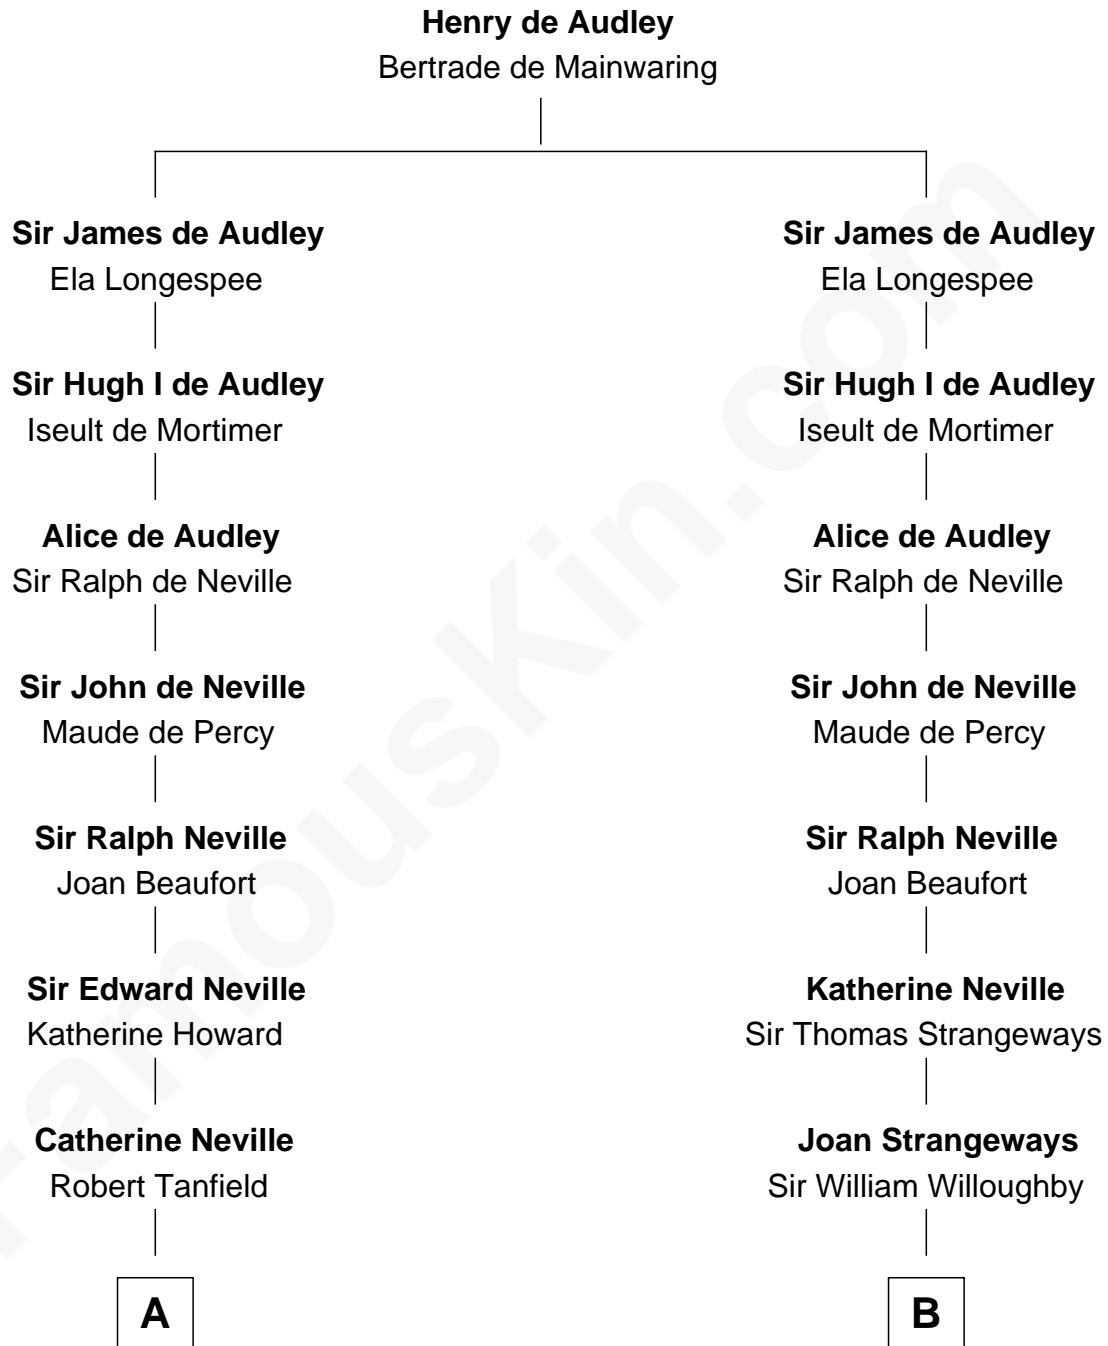 Henry de Audley
Bertrade de Mainwaring
Sir James de Audley
Ela Longespee
Sir Hugh I de Audley
Iseult de Mortimer
Alice de Audley
Sir Ralph de Neville
Sir John de Neville
Maude de Percy
Sir Ralph Neville
Joan Beaufort
Sir Edward Neville
Katherine Howard
Catherine Neville
Robert Tanfield
A
Sir James de Audley
Ela Longespee
Sir Hugh I de Audley
Iseult de Mortimer
Alice de Audley
Sir Ralph de Neville
Sir John de Neville
Maude de Percy
Sir Ralph Neville
Joan Beaufort
Katherine Neville
Sir Thomas Strangeways
Joan Strangeways
Sir William Willoughby
B
FamousKin.com